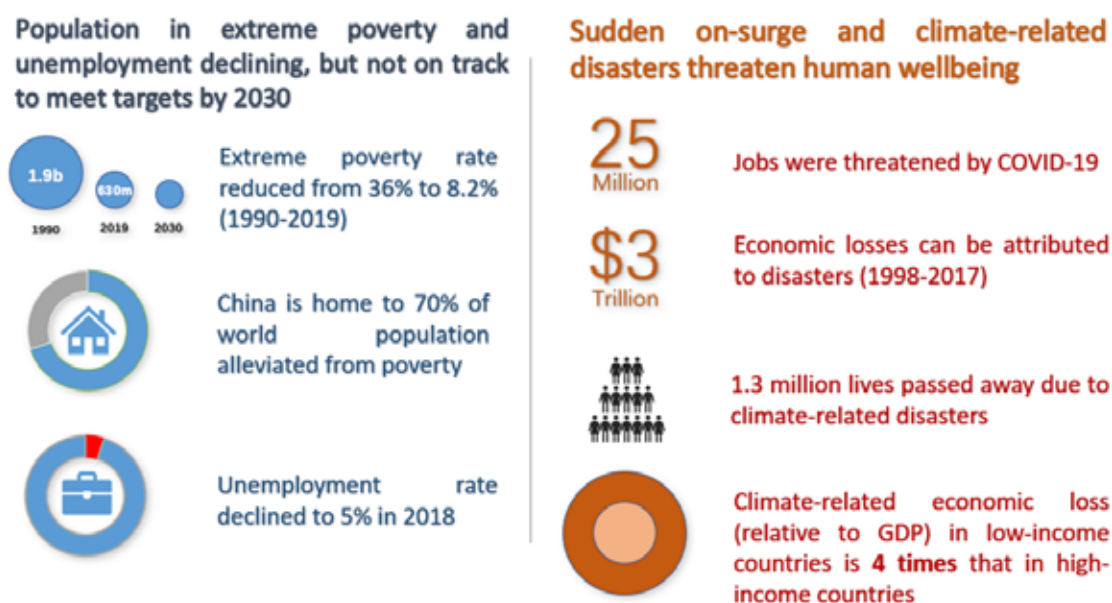 Population in extreme poverty and
unemployment declining, but not on track
to meet targets by 2030
1.9b
630m
1990
2019
2030
Extreme poverty rate
reduced from 36% to 8.2%
(1990-2019)
China is home to 70% of
world population
alleviated from poverty
Unemployment rate
declined to 5% in 2018
Sudden on-surge and climate-related
disasters threaten human wellbeing
25
Million
Jobs were threatened by COVID-19
$3
Trillion
Economic losses can be attributed
to disasters (1998-2017)
1.3 million lives passed away due to
climate-related disasters
Climate-related economic loss
(relative to GDP) in low-income
countries is 4 times that in high-
income countries